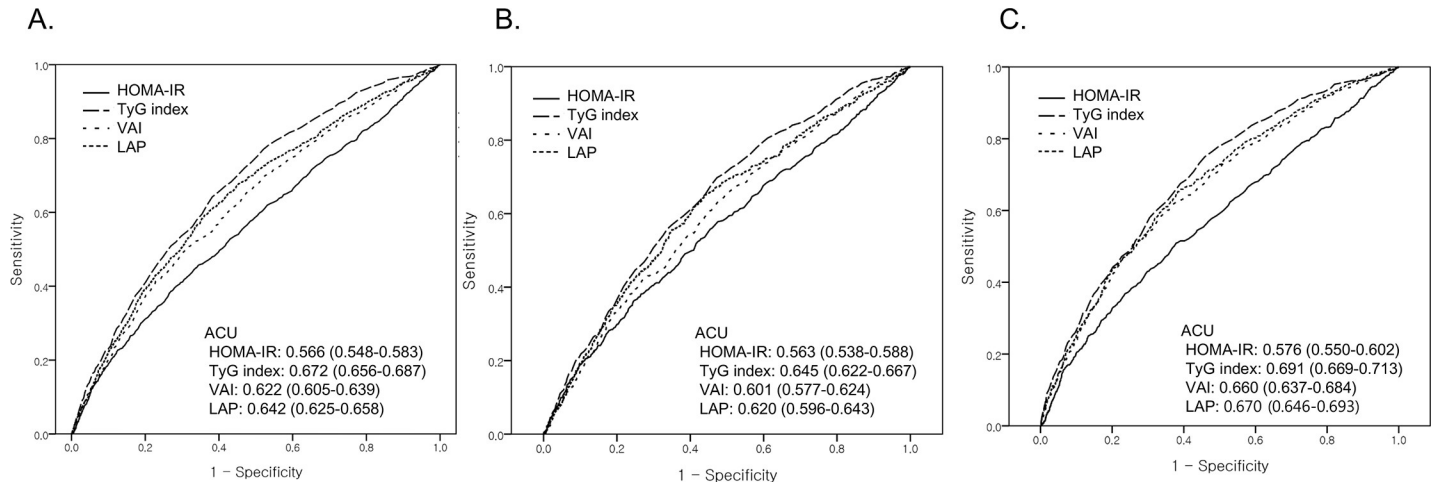 A.
1.0
0.8
0.6
0.4
0.2
0.0
Sensitivity
HOMA-IR
TyG index
VAI
LAP
ACU
HOMA-IR: 0.566 (0.548-0.583)
TyG index: 0.672 (0.656-0.687)
VAI: 0.622 (0.605-0.639)
LAP: 0.642 (0.625-0.658)
0.0 0.2 0.4 0.6 0.8 1.0
1 – Specificity
B.
1.0
0.8
0.6
0.4
0.2
0.0
Sensitivity
HOMA-IR
TyG index
VAI
LAP
ACU
HOMA-IR: 0.563 (0.538-0.588)
TyG index: 0.645 (0.622-0.667)
VAI: 0.601 (0.577-0.624)
LAP: 0.620 (0.596-0.643)
0.0 0.2 0.4 0.6 0.8 1.0
1 – Specificity
C.
1.0
0.8
0.6
0.4
0.2
0.0
Sensitivity
HOMA-IR
TyG index
VAI
LAP
ACU
HOMA-IR: 0.576 (0.550-0.602)
TyG index: 0.691 (0.669-0.713)
VAI: 0.660 (0.637-0.684)
LAP: 0.670 (0.646-0.693)
0.0 0.2 0.4 0.6 0.8 1.0
1 – Specificity